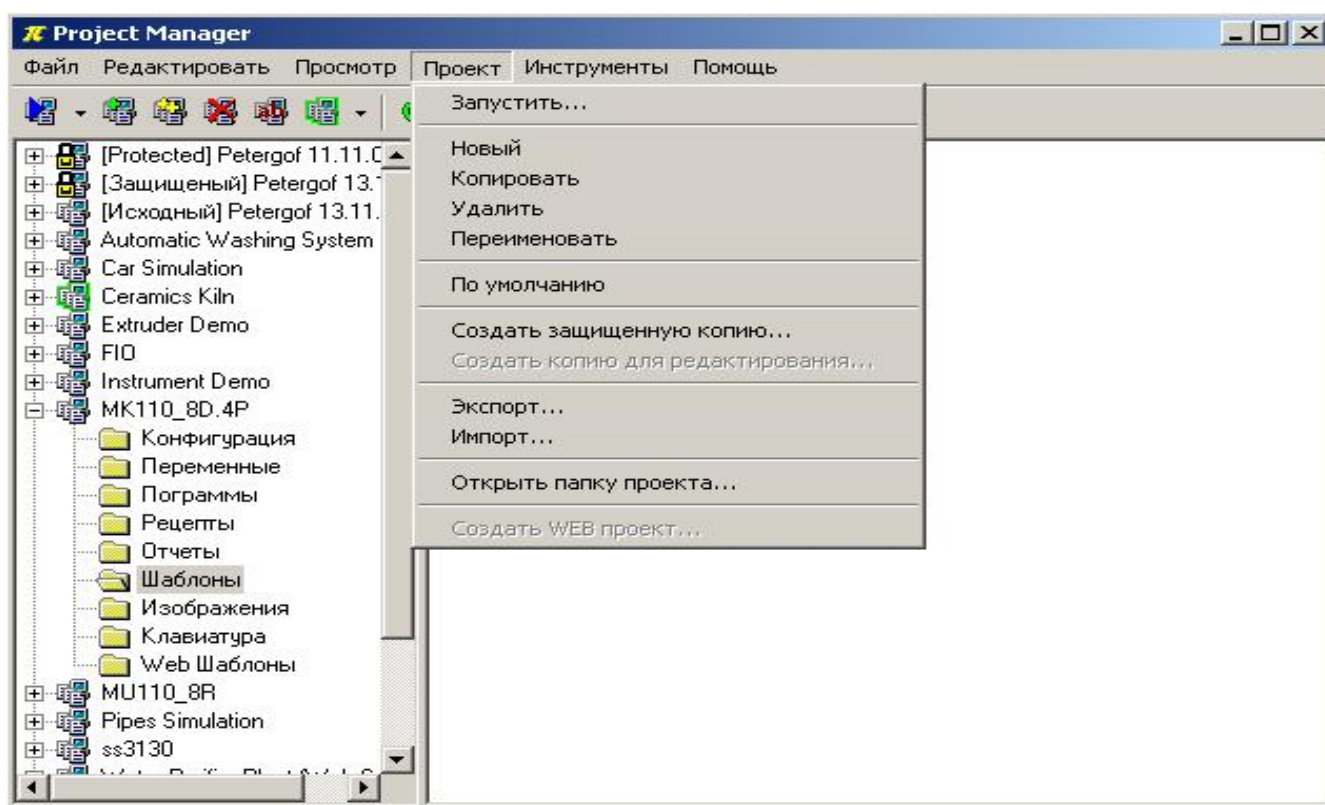 Project Manager
Файл Редактировать Просмотр Проект Инструменты Помощь
Запустить...
Новый
Копировать
Удалить
Переименовать
По умолчанию
Создать защищенную копию...
Создать копию для редактирования...
Экспорт...
Импорт...
Открыть папку проекта...
Создать WEB проект...
[Protected] Petergof 11.11.
[Защищеный] Petergof 13.
[Исходный] Petergof 13.11.
Automatic Washing System
Car Simulation
Ceramics Kiln
Extruder Demo
FIO
Instrument Demo
MK110_8D.4P
Конфигурация
Переменные
Пограммы
Рецепты
Отчеты
Шаблоны
Изображения
Клавиатура
Web Шаблоны
MU110_8R
Pipes Simulation
ss3130